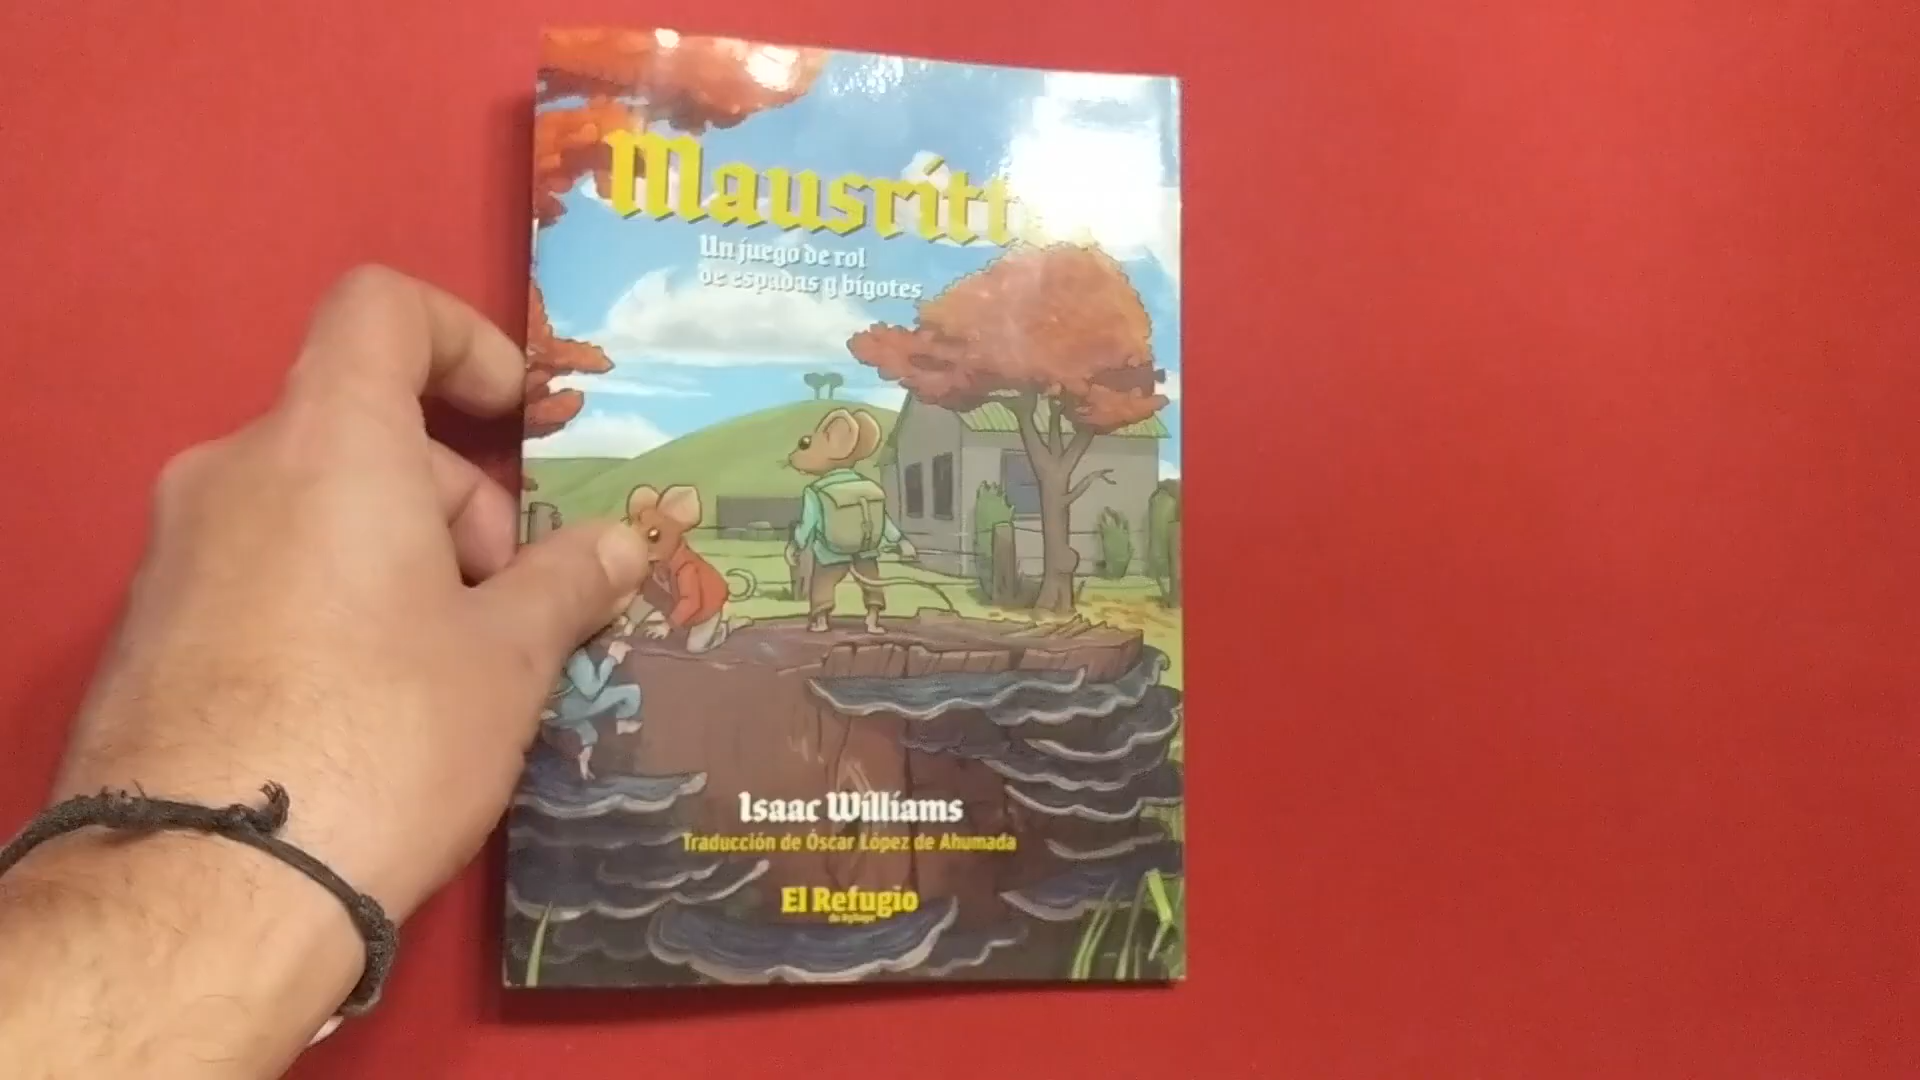 Mausritt
Un juego de rol
de espadas y bigotes
Isaac Williams
Traducción de Óscar López de Ahumada
El Refugio